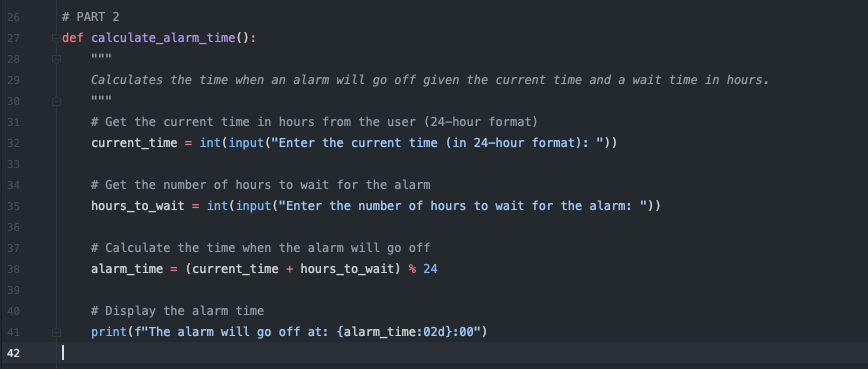 26 # PART 2
27 def calculate_alarm_time():
28     """
29     Calculates the time when an alarm will go off given the current time and a wait time in hours.
30     """
31     # Get the current time in hours from the user (24-hour format)
32     current_time = int(input("Enter the current time (in 24-hour format): "))
33
34     # Get the number of hours to wait for the alarm
35     hours_to_wait = int(input("Enter the number of hours to wait for the alarm: "))
36
37     # Calculate the time when the alarm will go off
38     alarm_time = (current_time + hours_to_wait) % 24
39
40     # Display the alarm time
41     print(f"The alarm will go off at: {alarm_time:02d}:00")
42